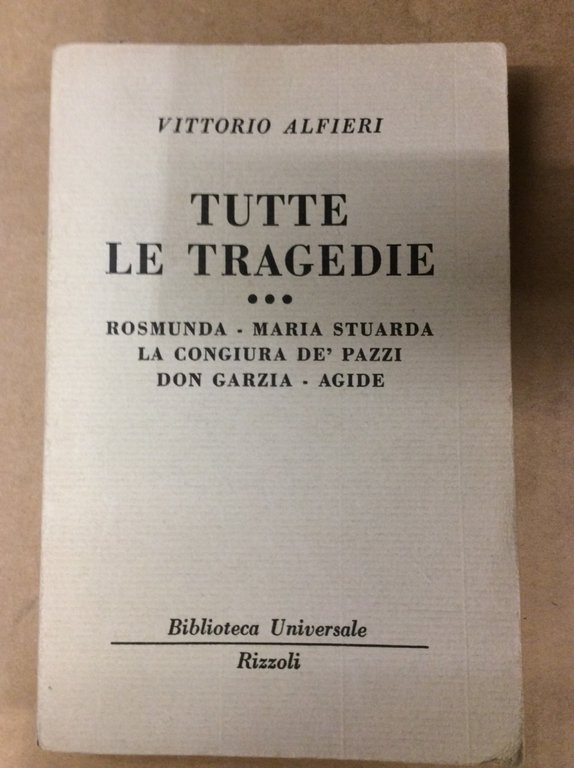 VITTORIO ALFIERI
TUTTE
LE TRAGEDIE
•••
ROSMUNDA - MARIA STUARDA
LA CONGIURA DE' PAZZI
DON GARZIA - AGIDE
Biblioteca Universale
Rizzoli